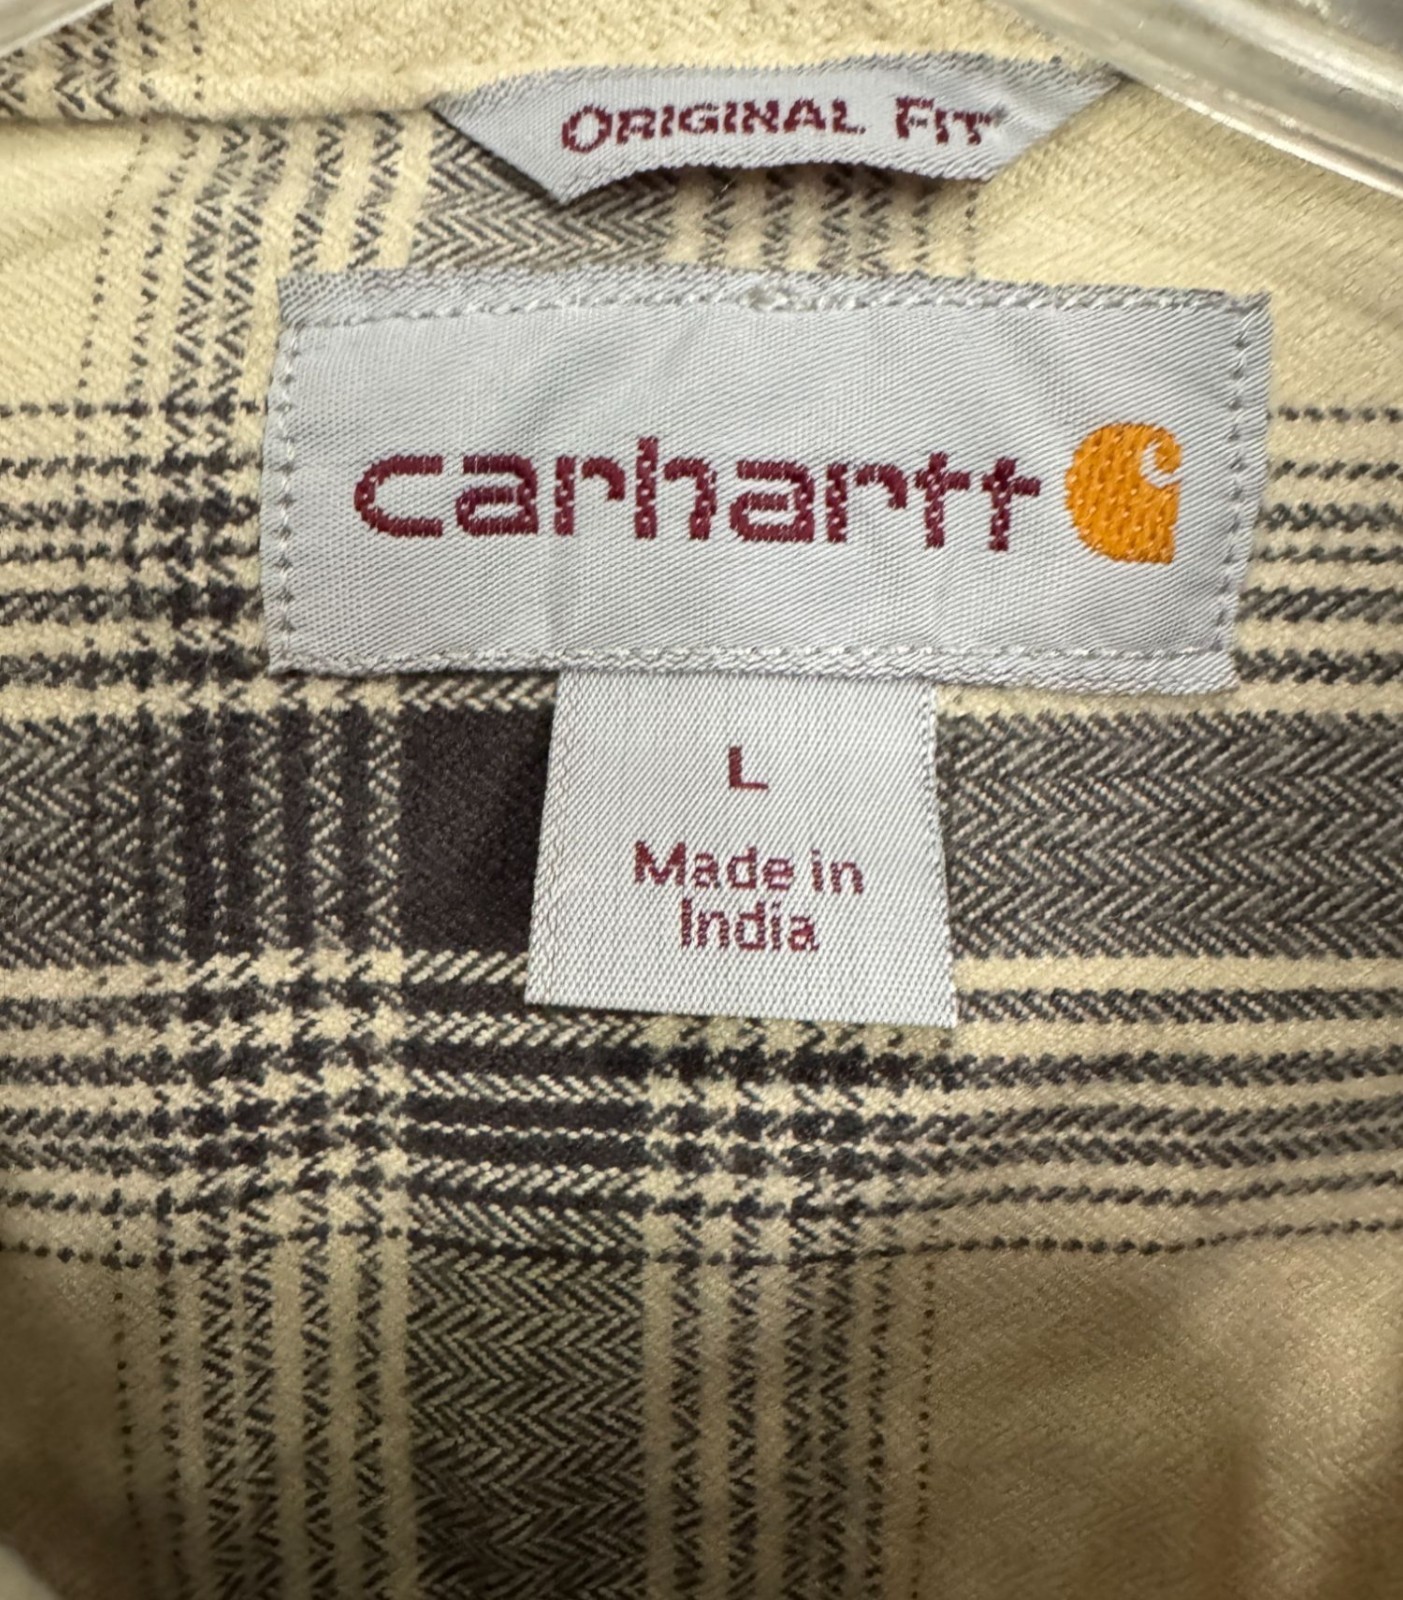 ORIGINAL FIT
carhartt
L
Made in
India